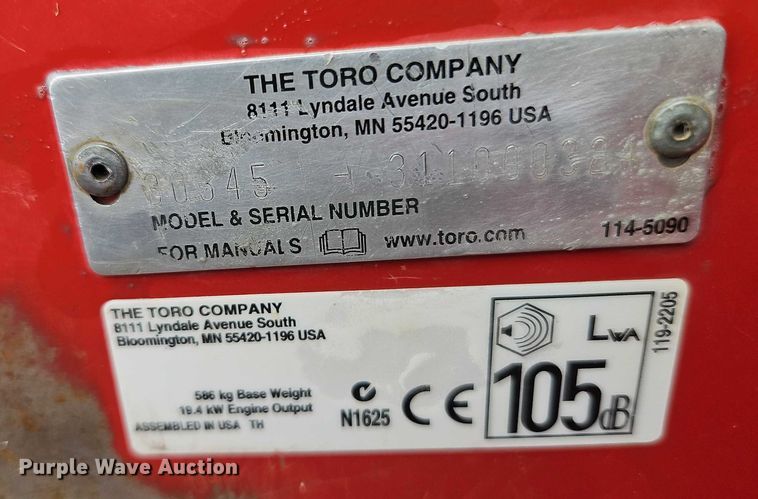 THE TORO COMPANY
8111 Lyndale Avenue South
Bloomington, MN 55420-1196 USA
MODEL & SERIAL NUMBER
FOR MANUALS www.toro.com 114-5090
THE TORO COMPANY
8111 Lyndale Avenue South
Bloomington, MN 55420-1196 USA
586 kg Base Weight
18.4 kW Engine Output
ASSEMBLED IN USA TH
N1625
CE
LWA
105dB
119-2205
Purple Wave Auction